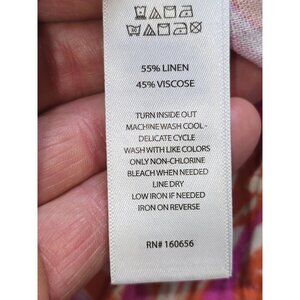 55% LINEN
45% VISCOSE
TURN INSIDE OUT
MACHINE WASH COOL -
DELICATE CYCLE
WASH WITH LIKE COLORS
ONLY NON-CHLORINE
BLEACH WHEN NEEDED
LINE DRY
LOW IRON IF NEEDED
IRON ON REVERSE
RN# 160656